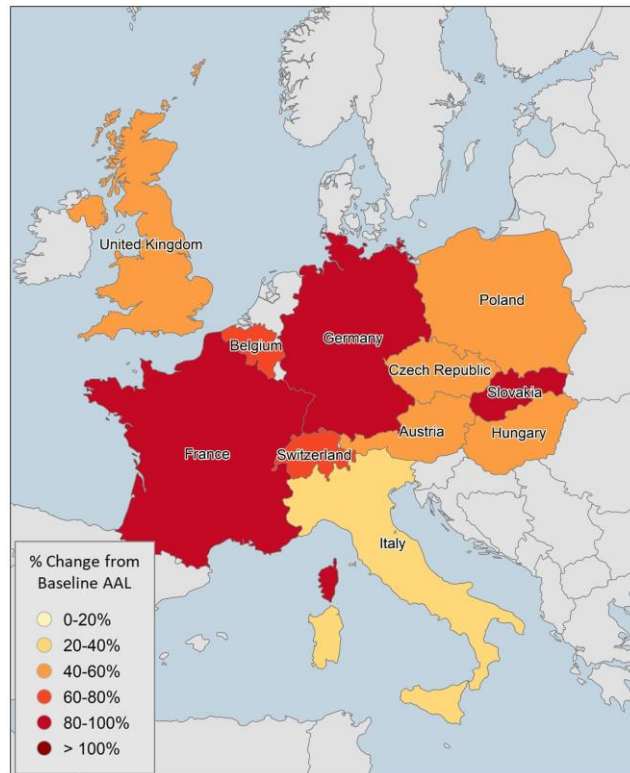 United Kingdom
Poland
Belgium
Germany
Czech Republic
Slovakia
Austria
Hungary
France
Switzerland
Italy
% Change from
Baseline AAL
0-20%
20-40%
40-60%
60-80%
80-100%
> 100%